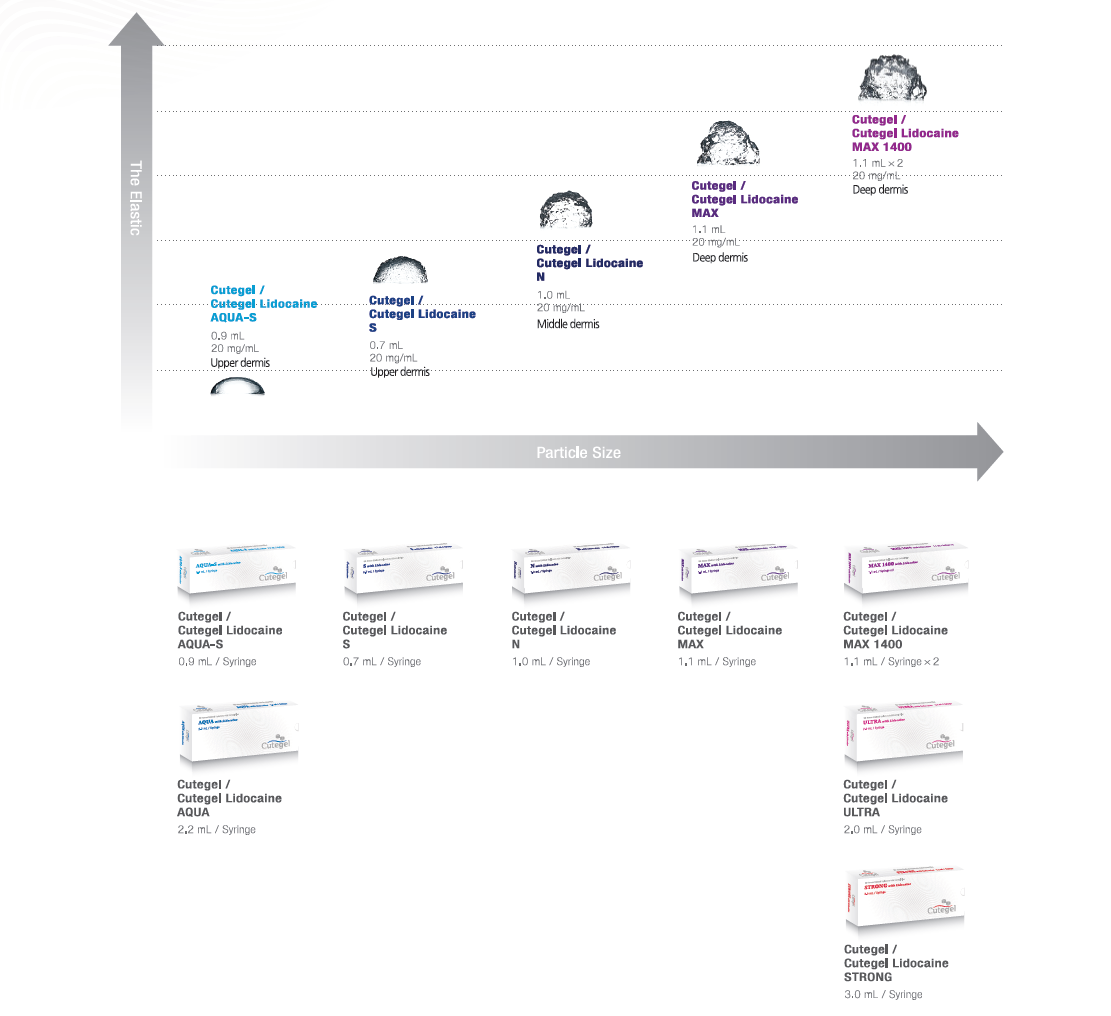 The Elastic
Cutegel /
Cutegel Lidocaine
MAX 1400
1.1 mL × 2
20 mg/mL
Deep dermis
Cutegel /
Cutegel Lidocaine
MAX
1.1 mL
20 mg/mL
Deep dermis
Cutegel /
Cutegel Lidocaine
N
1.0 mL
20 mg/mL
Middle dermis
Cutegel /
Cutegel Lidocaine
S
0.7 mL
20 mg/mL
Upper dermis
Cutegel /
Cutegel Lidocaine
AQUA-S
0.9 mL
20 mg/mL
Upper dermis
Particle Size
AQUA-S with Lidocaine
Cutegel
S with Lidocaine
Cutegel
N with Lidocaine
Cutegel
MAX with Lidocaine
Cutegel
MAX 1400 with Lidocaine
Cutegel
Cutegel /
Cutegel Lidocaine
AQUA-S
0.9 mL / Syringe
Cutegel /
Cutegel Lidocaine
S
0.7 mL / Syringe
Cutegel /
Cutegel Lidocaine
N
1.0 mL / Syringe
Cutegel /
Cutegel Lidocaine
MAX
1.1 mL / Syringe
Cutegel /
Cutegel Lidocaine
MAX 1400
1.1 mL / Syringe × 2
AQUA with Lidocaine
Cutegel
ULTRA with Lidocaine
Cutegel
Cutegel /
Cutegel Lidocaine
AQUA
2.2 mL / Syringe
Cutegel /
Cutegel Lidocaine
ULTRA
2.0 mL / Syringe
STRONG with Lidocaine
Cutegel
Cutegel /
Cutegel Lidocaine
STRONG
3.0 mL / Syringe